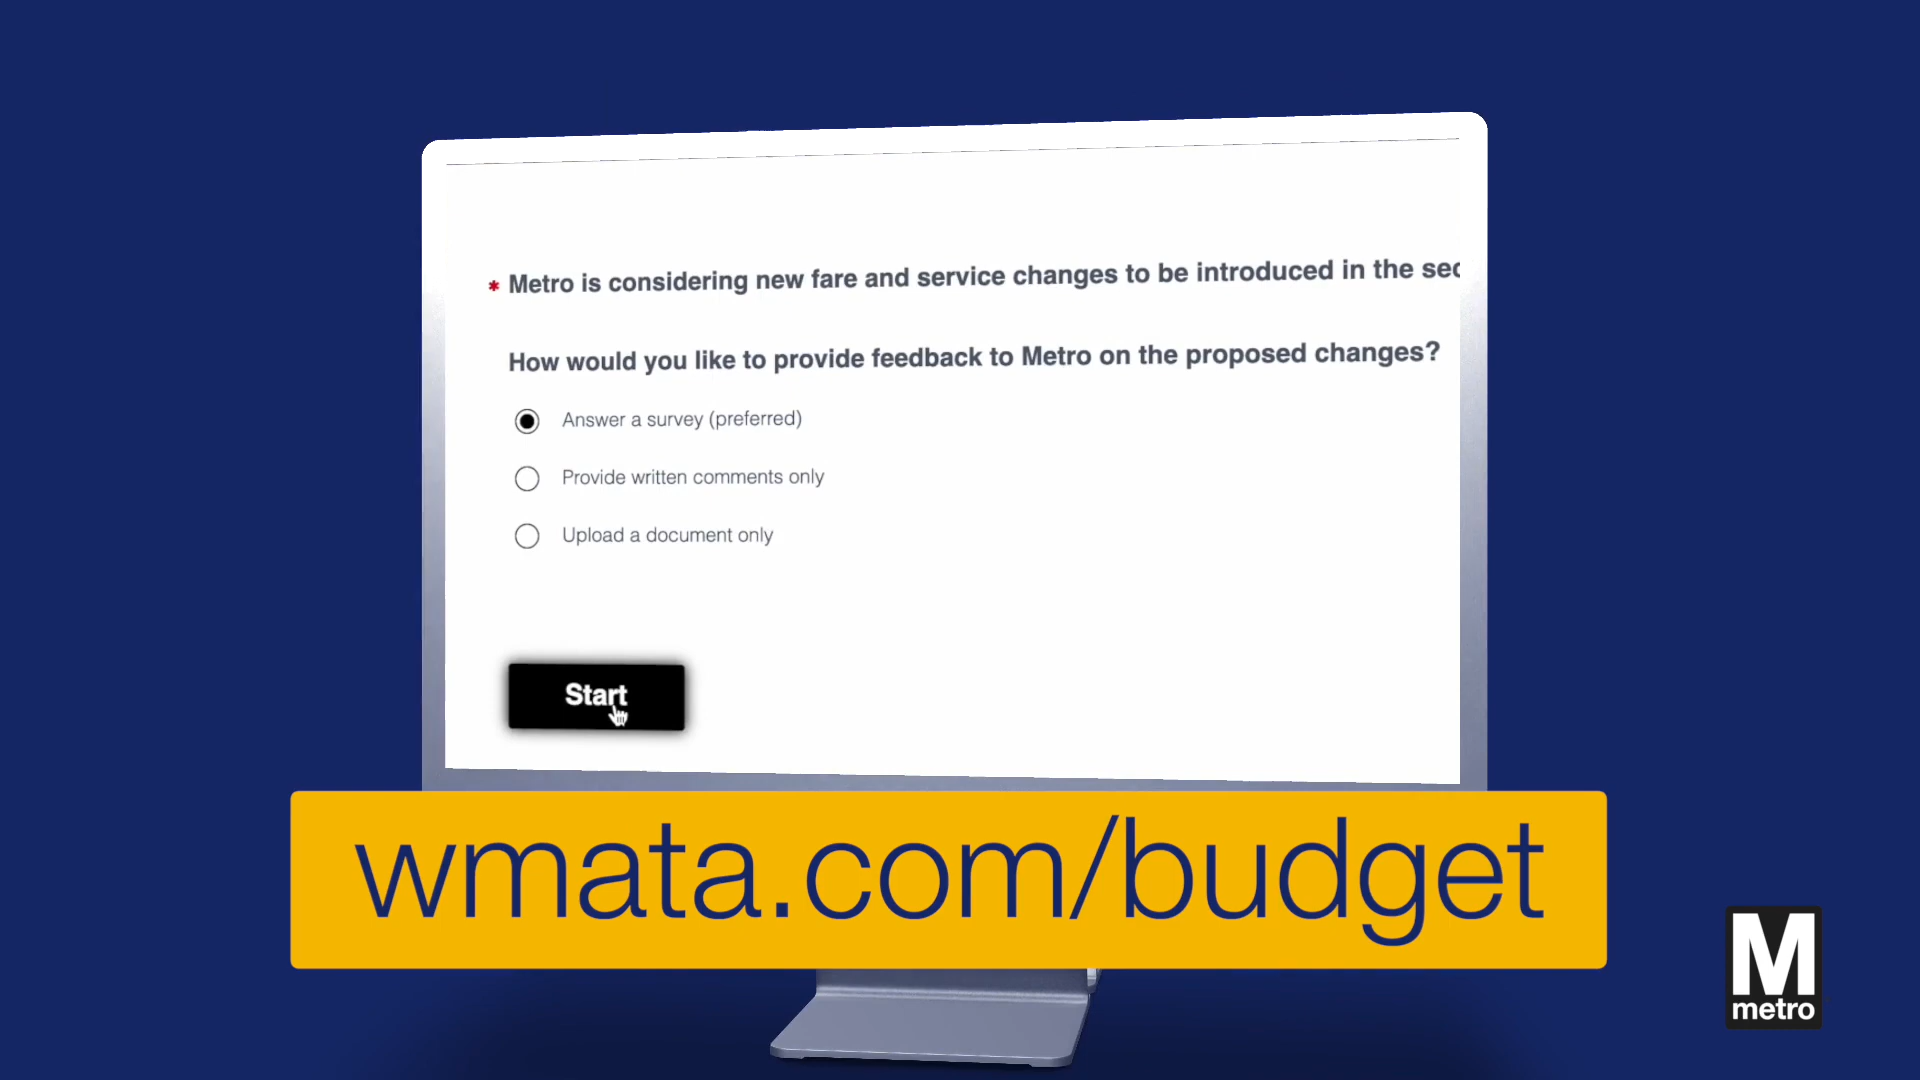 * Metro is considering new fare and service changes to be introduced in the sec
How would you like to provide feedback to Metro on the proposed changes?
Answer a survey (preferred)
Provide written comments only
Upload a document only
Start
wmata.com/budget
M
metro